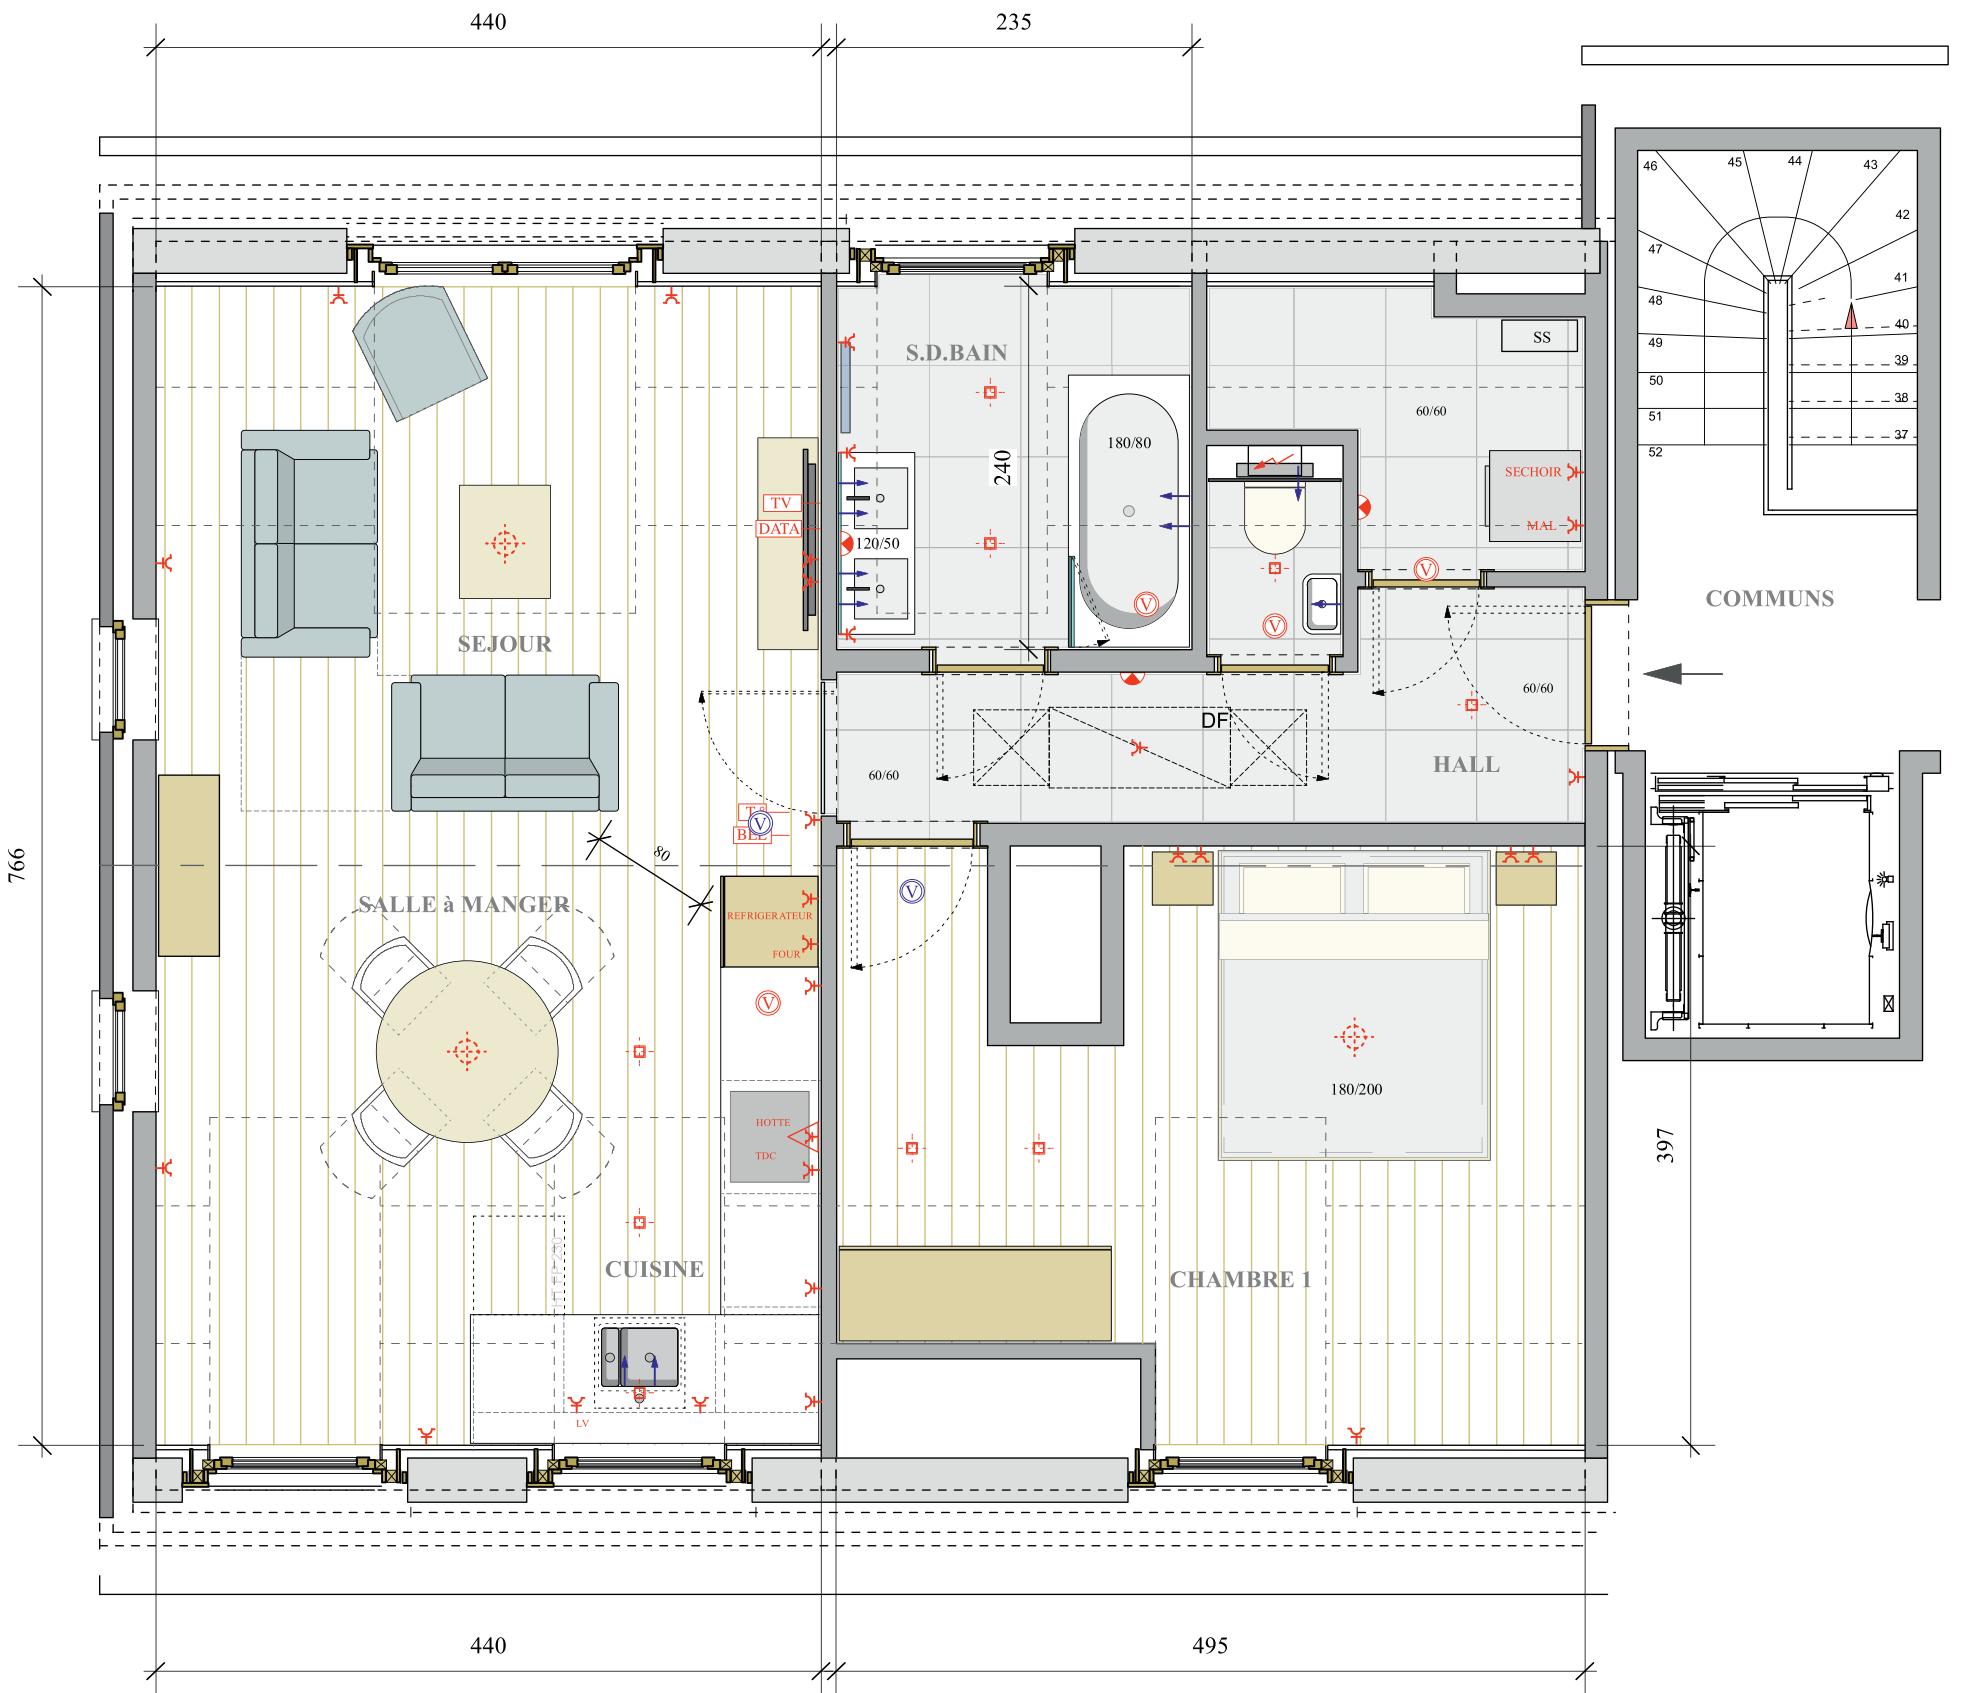 440
235
46
45
44
43
42
47
41
48
40
SS
49
S.D.BAIN
39
50
38
60/60
51
37
180/80
52
240
SECHOIR
TV
MAL
DATA
120/50
V
V
COMMUNS
V
SEJOUR
60/60
DF
HALL
60/60
V
80
766
V
SALLE à MANGER
REFRIGERATEUR
FOUR
V
180/200
HOTTE
397
TDC
CUISINE
CHAMBRE 1
LV
440
495